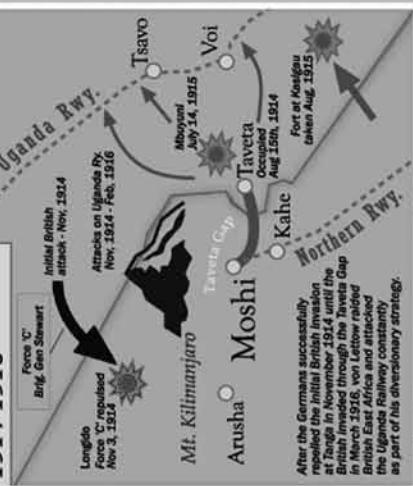 1914-1916
Force 'C'
Brig. Gen Stewart
Initial British
attack - Nov, 1914
Longido
Force 'C' repulsed
Nov 3, 1914
Uganda Rwy.
Attacks on Uganda Ry.
Nov, 1914 - Feb, 1916
Tsavo
Mbuyuni
July 14, 1915
Voi
Mt. Kilimanjaro
Taveta Gap
Taveta
Occupied
Aug 15th, 1914
Arusha
Moshi
Kahe
Northern Rwy.
Fort at Kasigau
taken Aug, 1915
After the Germans successfully
repelled the initial British invasion
at Tanga in November 1914 until the
British invaded through the Taveta Gap
in March 1916, von Lettow raided
British East Africa and attacked
the Uganda Railway constantly
as part of his diversionary strategy.